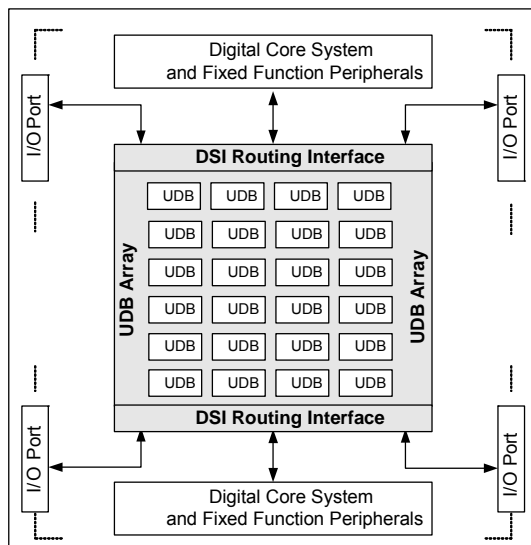 Digital Core System
and Fixed Function Peripherals
I/O Port
I/O Port
DSI Routing Interface
UDB Array
UDB Array
UDB UDB UDB UDB
UDB UDB UDB UDB
UDB UDB UDB UDB
UDB UDB UDB UDB
UDB UDB UDB UDB
UDB UDB UDB UDB
DSI Routing Interface
I/O Port
I/O Port
Digital Core System
and Fixed Function Peripherals